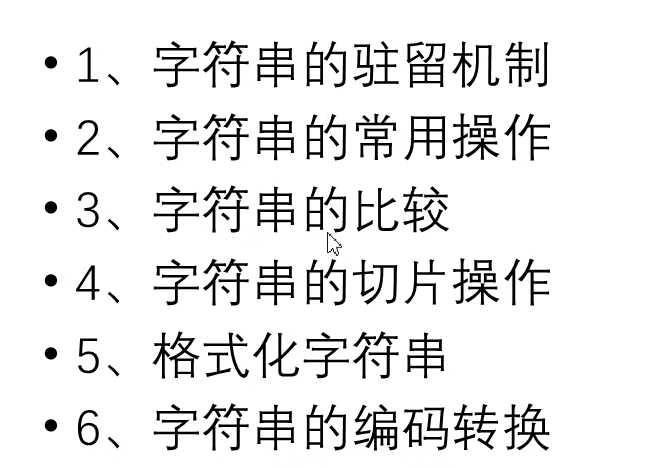 • 1、字符串的驻留机制
• 2、字符串的常用操作
• 3、字符串的比较
• 4、字符串的切片操作
• 5、格式化字符串
• 6、字符串的编码转换